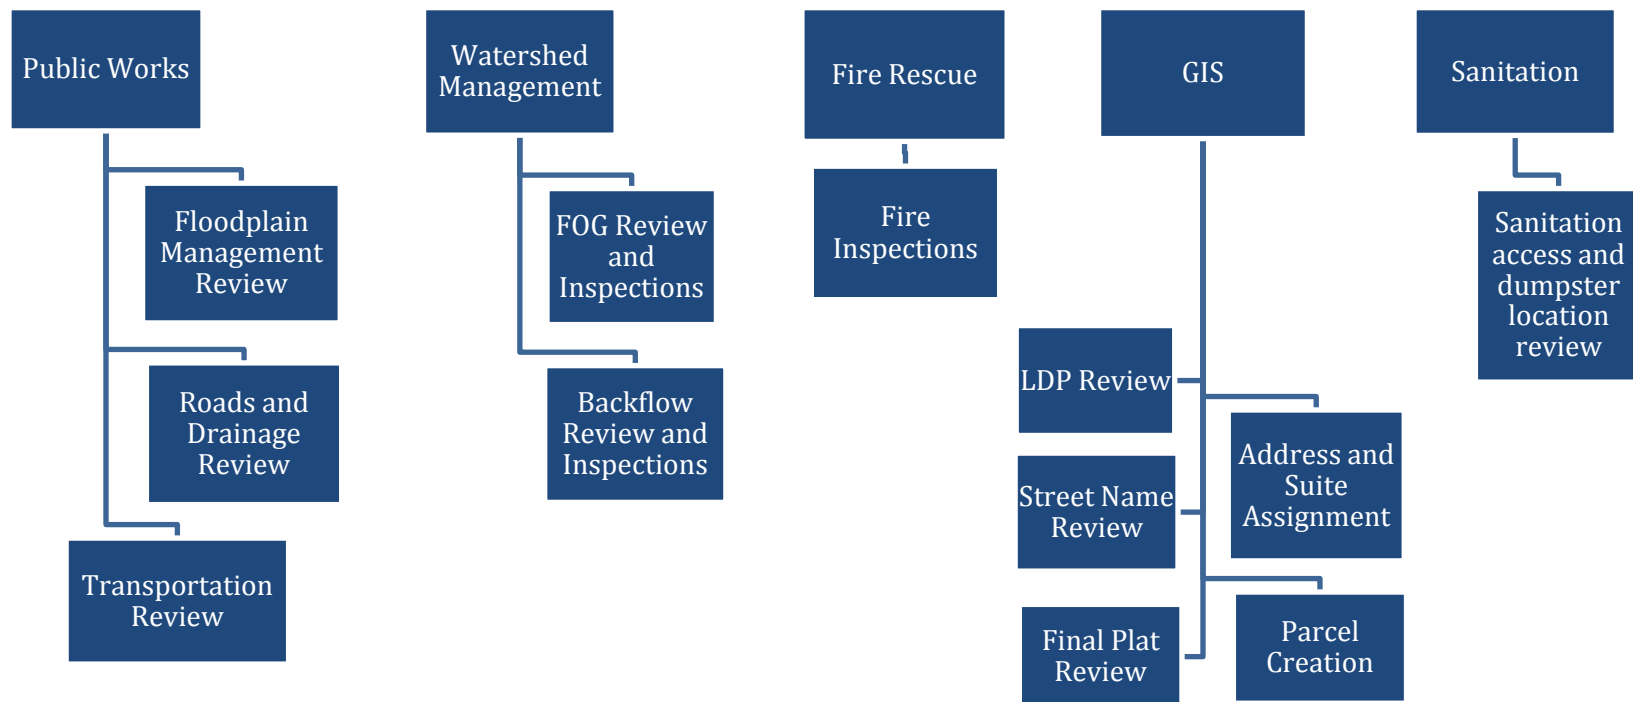 Public Works
Floodplain
Management
Review
Roads and
Drainage
Review
Transportation
Review
Watershed
Management
FOG Review
and
Inspections
Backflow
Review and
Inspections
Fire Rescue
Fire
Inspections
GIS
LDP Review
Address and
Suite
Assignment
Street Name
Review
Parcel
Creation
Final Plat
Review
Sanitation
Sanitation
access and
dumpster
location
review